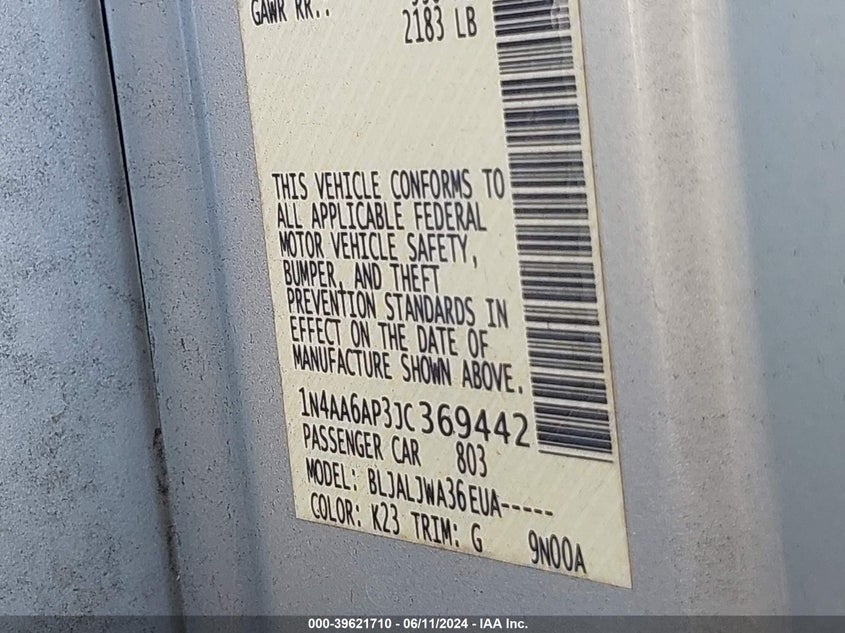 GAWR RR..
2183 LB
THIS VEHICLE CONFORMS TO
ALL APPLICABLE FEDERAL
MOTOR VEHICLE SAFETY,
BUMPER, AND THEFT
PREVENTION STANDARDS IN
EFFECT ON THE DATE OF
MANUFACTURE SHOWN ABOVE.
1N4AA6AP3JC369442
PASSENGER CAR 803
MODEL: BLJALJWA36EUA-----
COLOR: K23 TRIM: G 9N00A
000-39621710 - 06/11/2024 - IAA Inc.